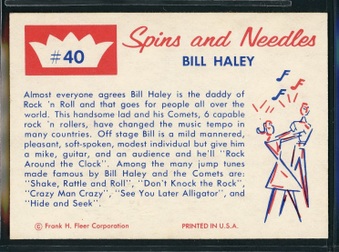 #40
Spins and Needles
BILL HALEY
Almost everyone agrees Bill Haley is the daddy of
Rock 'n Roll and that goes for people all over the
world. This handsome lad and his Comets, 6 capable
rock 'n rollers, have changed the music tempo in
many countries. Off stage Bill is a mild mannered,
pleasant, soft-spoken, modest individual but give him
a mike, guitar, and an audience and he'll "Rock
Around the Clock". Among the many jump tunes
made famous by Bill Haley and the Comets are:
"Shake, Rattle and Roll", "Don't Knock the Rock",
"Crazy Man Crazy", "See You Later Alligator", and
"Hide and Seek".
© Frank H. Fleer Corporation
PRINTED IN U.S.A.